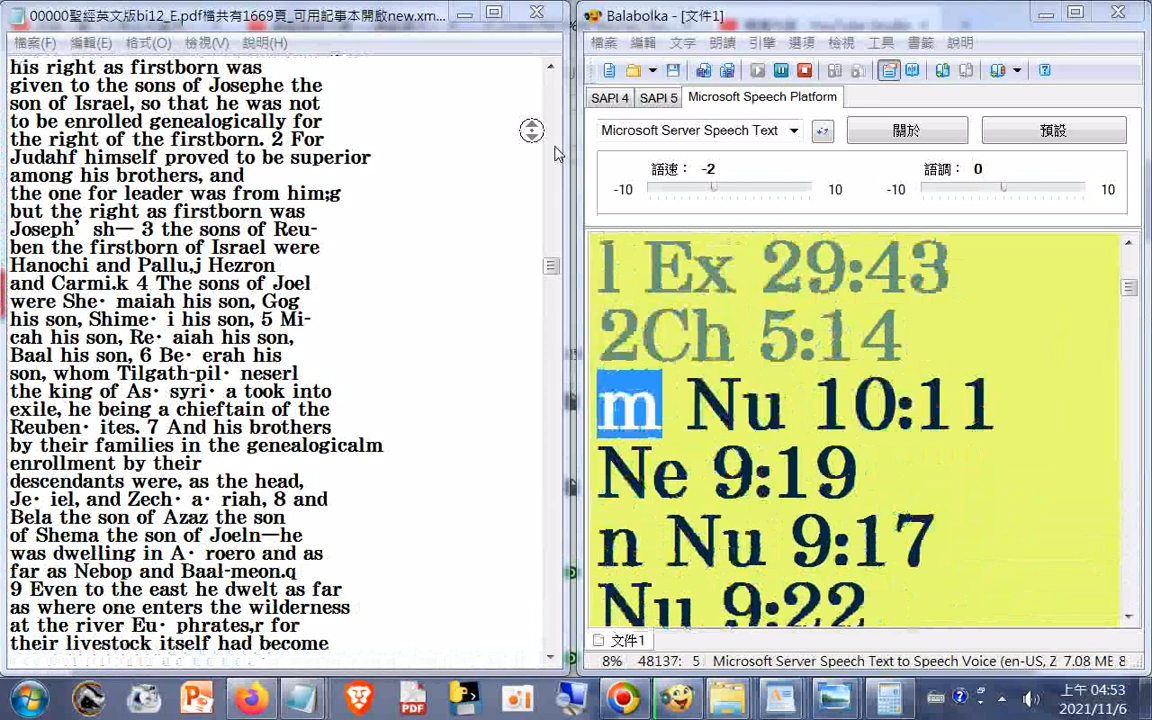 00000聖經英文版bi12_E.pdf檔共有1669頁_可用記事本開啟new.xm...
檔案(F) 編輯(E) 格式(O) 檢視(V) 說明(H)
his right as firstborn was
given to the sons of Josephe the
son of Israel, so that he was not
to be enrolled genealogically for
the right of the firstborn. 2 For
Judahf himself proved to be superior
among his brothers, and
the one for leader was from him;g
but the right as firstborn was
Joseph’ sh— 3 the sons of Reu-
ben the firstborn of Israel were
Hanochi and Pallu,j Hezron
and Carmi.k 4 The sons of Joel
were She· maiah his son, Gog
his son, Shime· i his son, 5 Mi-
cah his son, Re· aiah his son,
Baal his son, 6 Be· erah his
son, whom Tilgath-pil· neserl
the king of As· syri· a took into
exile, he being a chieftain of the
Reuben· ites. 7 And his brothers
by their families in the genealogicalm
enrollment by their
descendants were, as the head,
Je· iel, and Zech· a· riah, 8 and
Bela the son of Azaz the son
of Shema the son of Joeln—he
was dwelling in A· roero and as
far as Nebop and Baal-meon.q
9 Even to the east he dwelt as far
as where one enters the wilderness
at the river Eu· phrates,r for
their livestock itself had become
Balabolka - [文件1]
檔案 編輯 文字 朗讀 引擎 選項 檢視 工具 書籤 說明
SAPI 4 SAPI 5 Microsoft Speech Platform
Microsoft Server Speech Text 關於 預設
語速: -2 語調: 0
-10 10 -10 10
l Ex 29:43
2Ch 5:14
m Nu 10:11
Ne 9:19
n Nu 9:17
Nu 9:22
文件1
8% 48137: 5 Microsoft Server Speech Text to Speech Voice (en-US, Z 7.08 MB 8
上午 04:53
2021/11/6